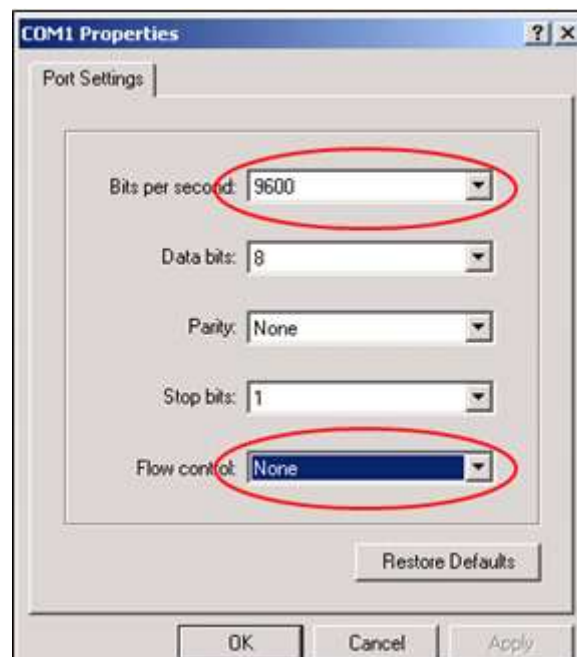 COM1 Properties
Port Settings
Bits per second: 9600
Data bits: 8
Parity: None
Stop bits: 1
Flow control: None
Restore Defaults
OK Cancel Apply